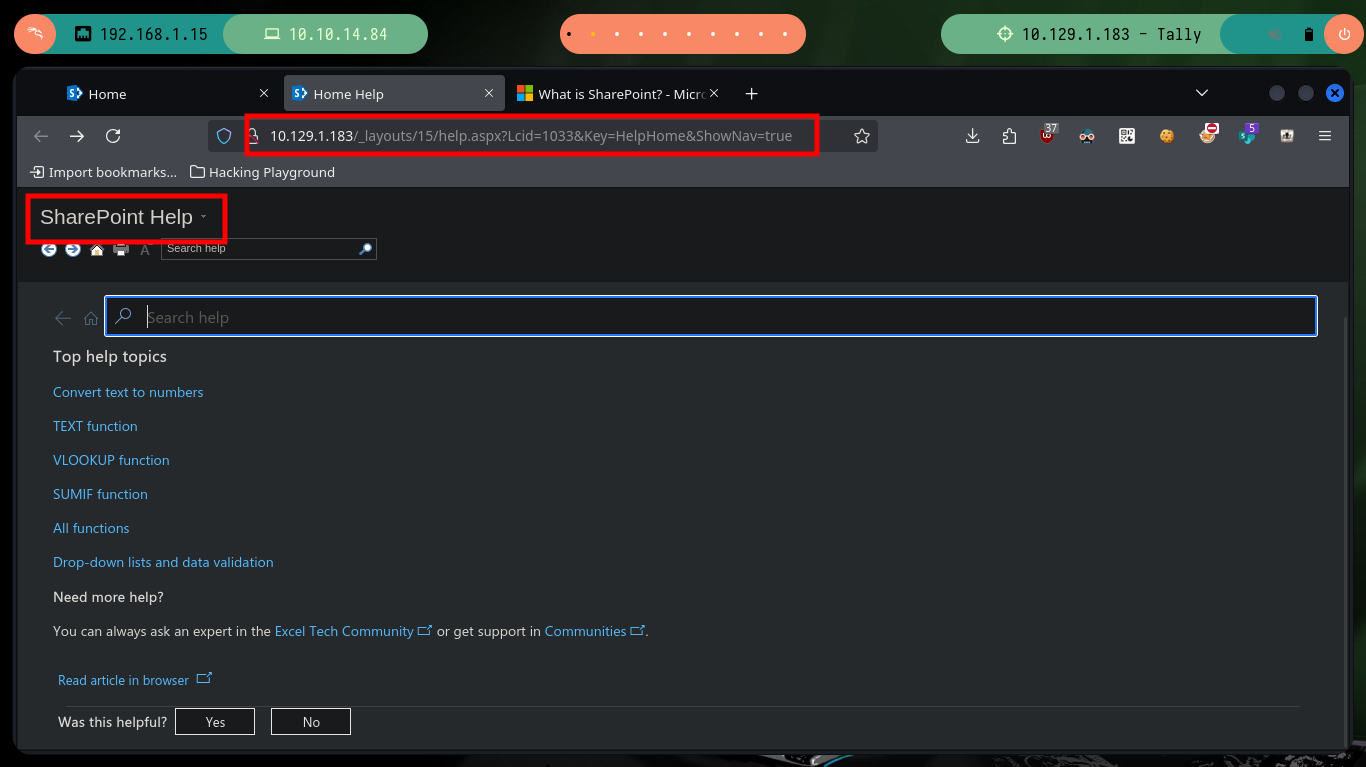 192.168.1.15 10.10.14.84 10.129.1.183 - Tally
Home Home Help What is SharePoint? - Micro
10.129.1.183/_layouts/15/help.aspx?Lcid=1033&Key=HelpHome&ShowNav=true 37 5
Import bookmarks... Hacking Playground
SharePoint Help
A Search help
Search help
Top help topics
Convert text to numbers
TEXT function
VLOOKUP function
SUMIF function
All functions
Drop-down lists and data validation
Need more help?
You can always ask an expert in the Excel Tech Community or get support in Communities.
Read article in browser
Was this helpful? Yes No